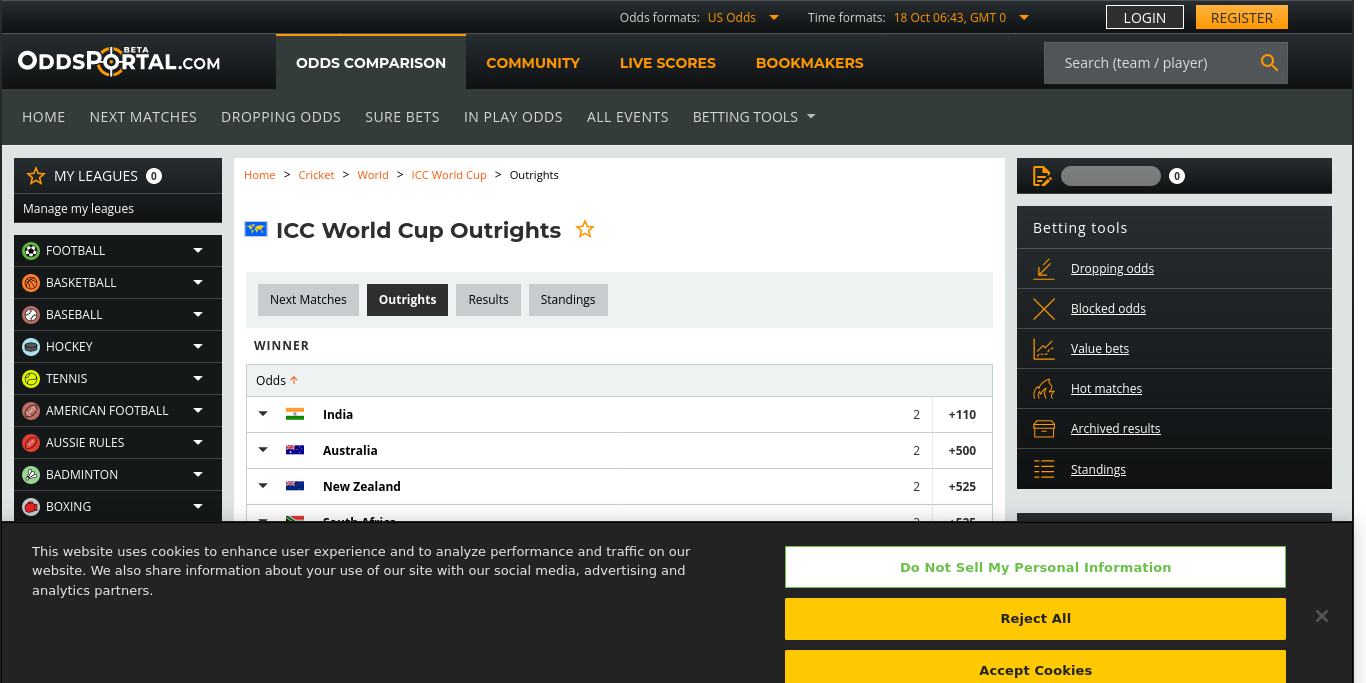 Odds formats: US Odds
Time formats: 18 Oct 06:43, GMT 0
LOGIN
REGISTER
ODDSPORTAL.COM
BETA
ODDS COMPARISON
COMMUNITY
LIVE SCORES
BOOKMAKERS
Search (team / player)
HOME
NEXT MATCHES
DROPPING ODDS
SURE BETS
IN PLAY ODDS
ALL EVENTS
BETTING TOOLS
MY LEAGUES 0
Manage my leagues
FOOTBALL
BASKETBALL
BASEBALL
HOCKEY
TENNIS
AMERICAN FOOTBALL
AUSSIE RULES
BADMINTON
BOXING
Home > Cricket > World > ICC World Cup > Outrights
ICC World Cup Outrights
Next Matches
Outrights
Results
Standings
WINNER
Odds
India 2 +110
Australia 2 +500
New Zealand 2 +525
South Africa 2 +525
0
Betting tools
Dropping odds
Blocked odds
Value bets
Hot matches
Archived results
Standings
This website uses cookies to enhance user experience and to analyze performance and traffic on our
website. We also share information about your use of our site with our social media, advertising and
analytics partners.
Do Not Sell My Personal Information
Reject All
Accept Cookies